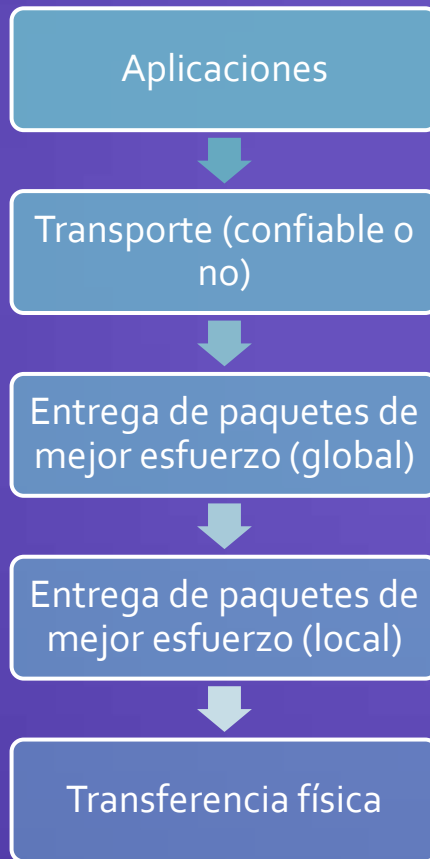 Aplicaciones
Transporte (confiable o
no)
Entrega de paquetes de
mejor esfuerzo (global)
Entrega de paquetes de
mejor esfuerzo (local)
Transferencia física